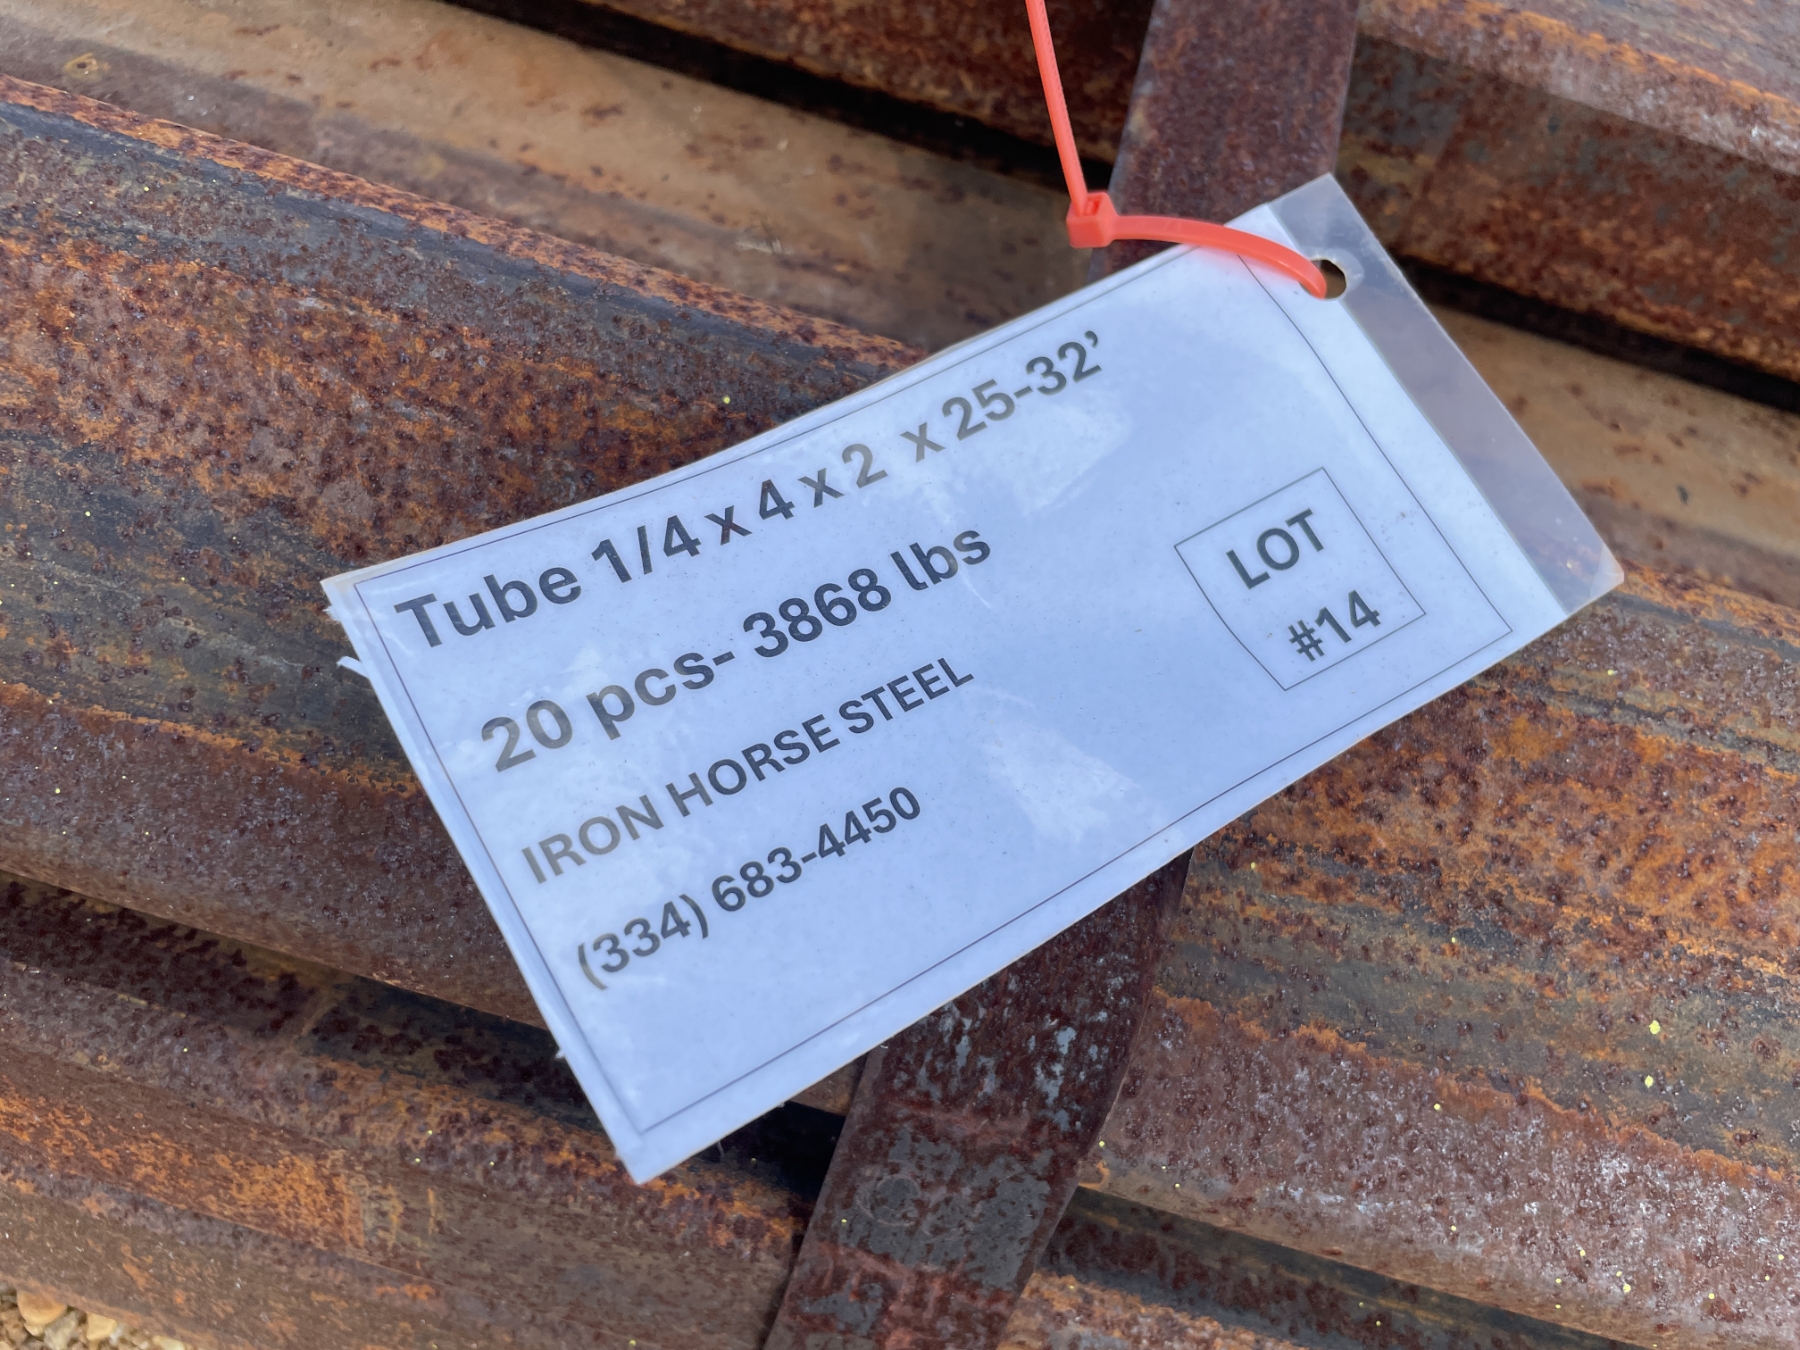 Tube 1/4 x 4 x 2 x 25-32’
20 pcs- 3868 lbs
IRON HORSE STEEL
(334) 683-4450
LOT
#14